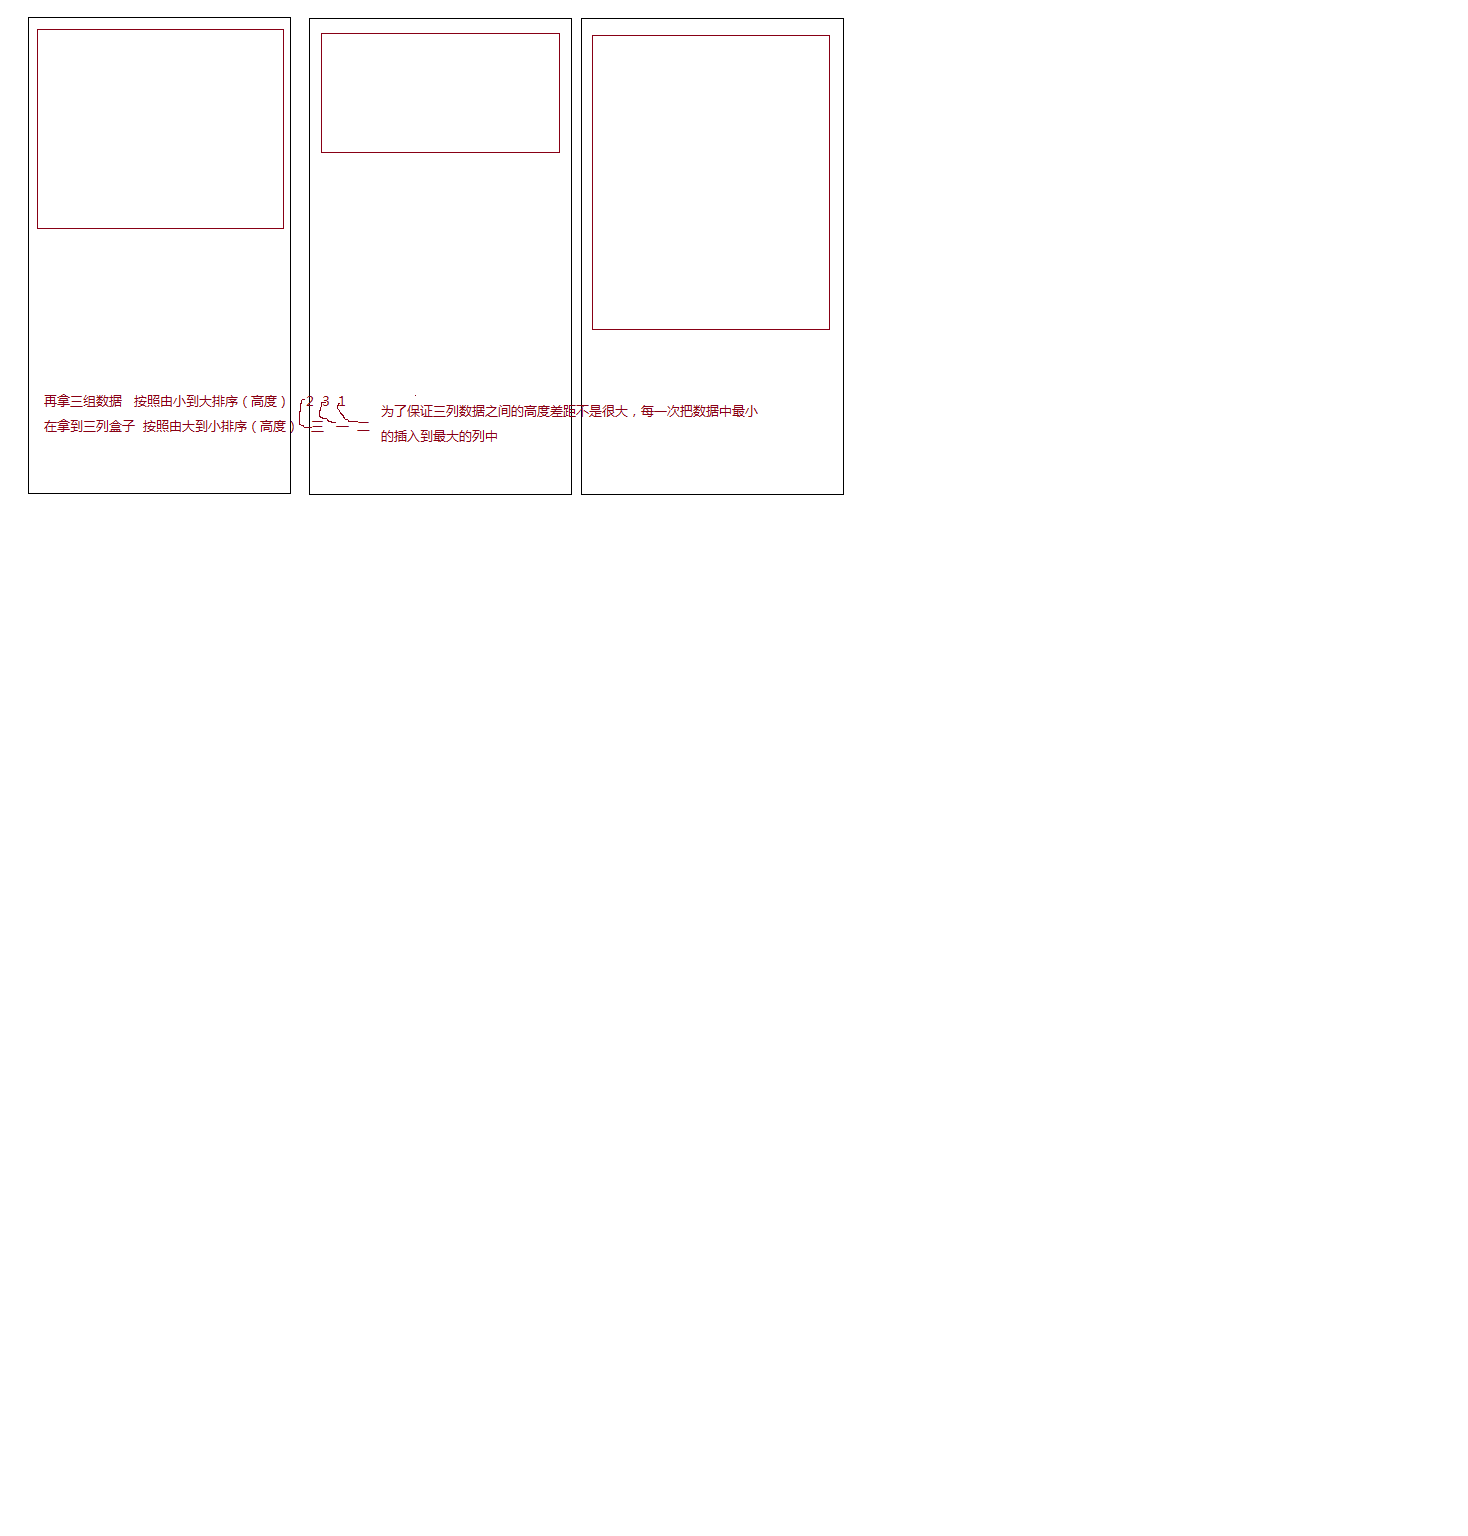 再拿三组数据 按照由小到大排序（高度） 2 3 1
在拿到三列盒子 按照由大到小排序（高度） 三 一 二
为了保证三列数据之间的高度差距不是很大，每一次把数据中最小
的插入到最大的列中